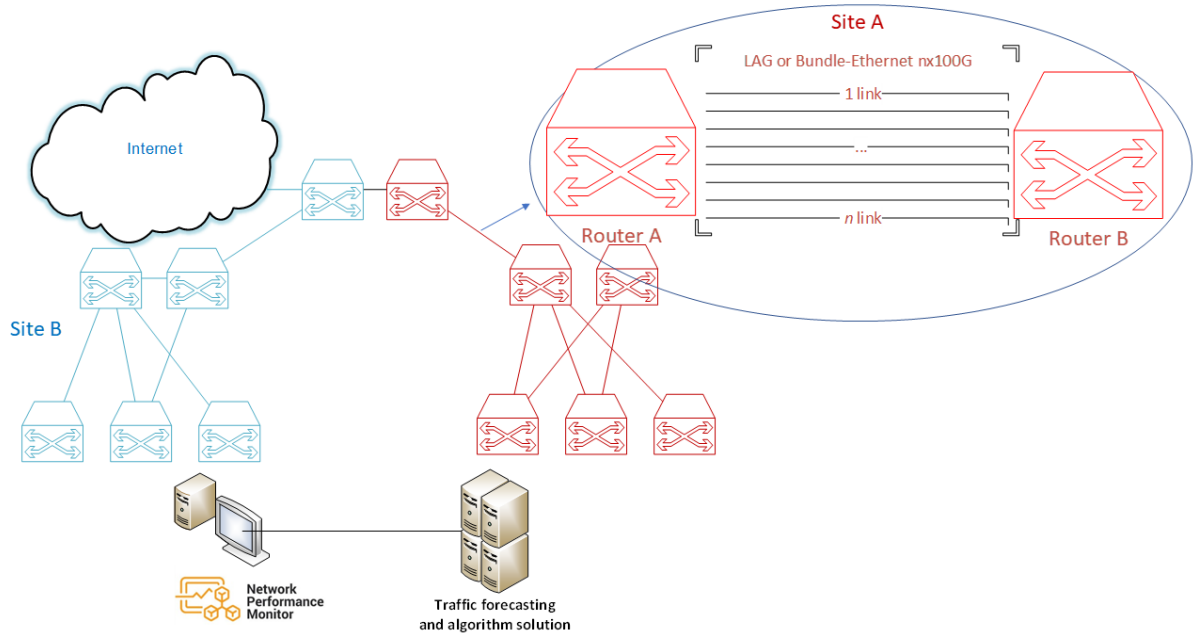 Site A
LAG or Bundle-Ethernet nx100G
1 link
...
n link
Router A
Router B
Internet
Site B
Network
Performance
Monitor
Traffic forecasting
and algorithm solution